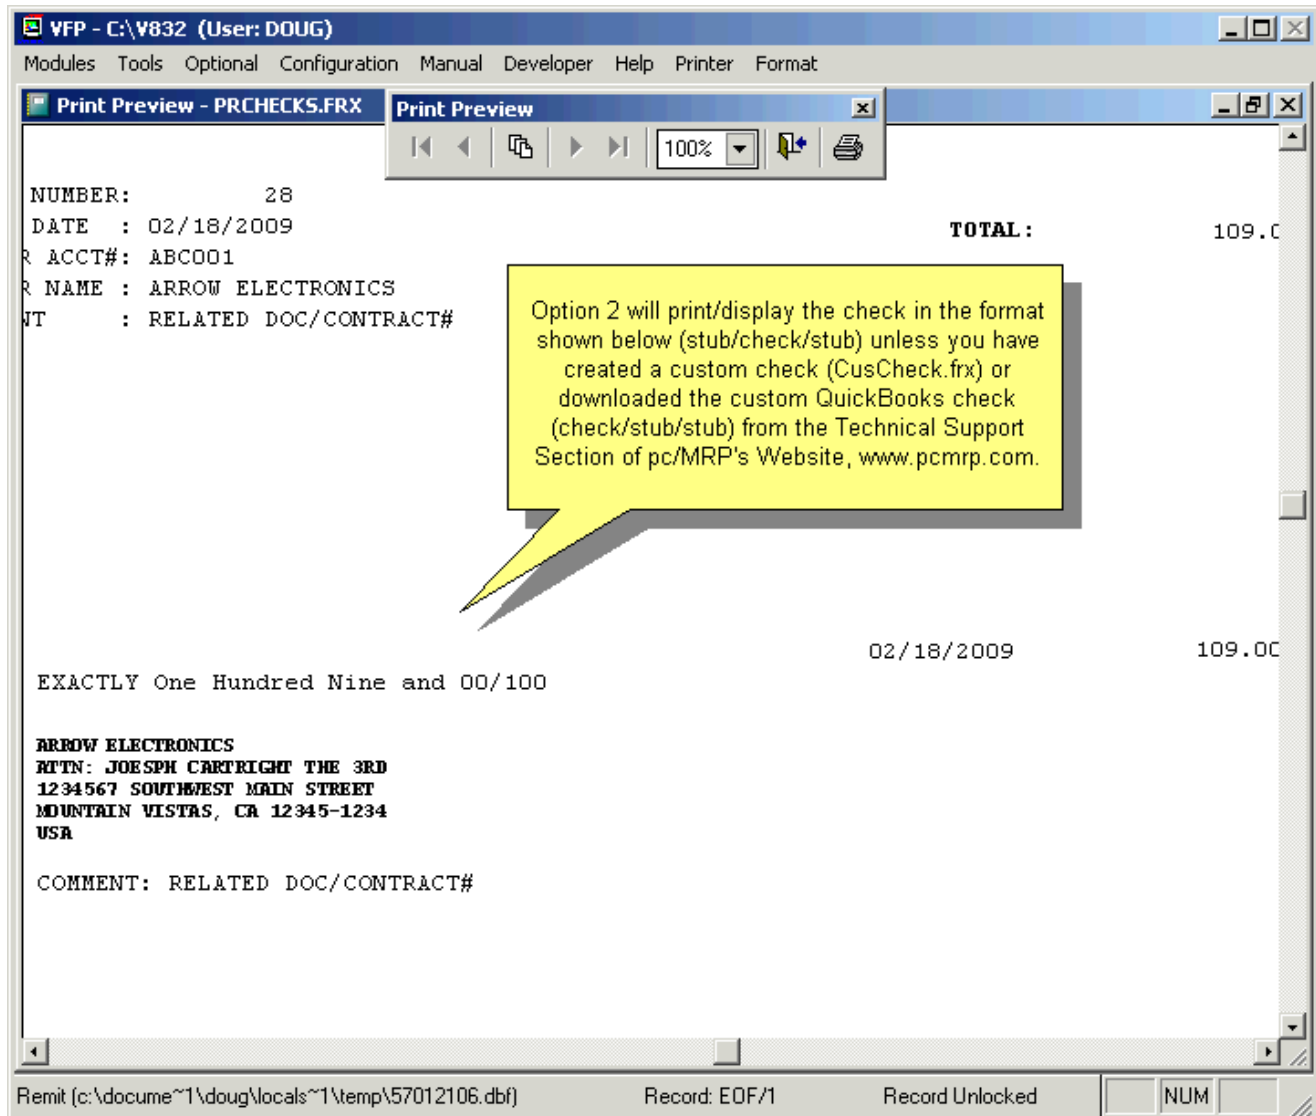 VFP - C:\V832 (User: DOUG)
Modules Tools Optional Configuration Manual Developer Help Printer Format
Print Preview - PRCHECKS.FRX
Print Preview
100%
NUMBER: 28
DATE : 02/18/2009
TOTAL: 109.0
R ACCT#: ABC001
R NAME : ARROW ELECTRONICS
NT : RELATED DOC/CONTRACT#
Option 2 will print/display the check in the format
shown below (stub/check/stub) unless you have
created a custom check (CusCheck.frx) or
downloaded the custom QuickBooks check
(check/stub/stub) from the Technical Support
Section of pc/MRP's Website, www.pcmrp.com.
02/18/2009 109.00
EXACTLY One Hundred Nine and 00/100
ARROW ELECTRONICS
ATTN: JOESPH CARTRIGHT THE 3RD
1234567 SOUTHWEST MAIN STREET
MOUNTAIN VISTAS, CA 12345-1234
USA
COMMENT: RELATED DOC/CONTRACT#
Remit (c:\docume~1\doug\locals~1\temp\57012106.dbf) Record: EOF/1 Record Unlocked NUM